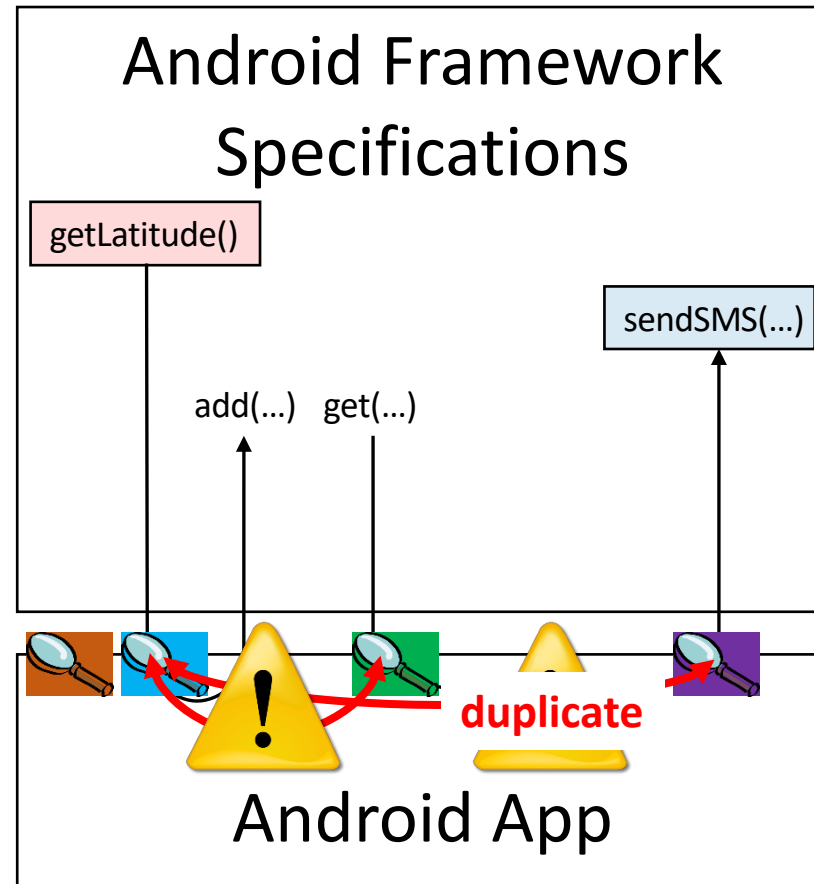 Android Framework
Specifications
getLatitude()
sendSMS(...)
add(...) get(...)
!
duplicate
Android App